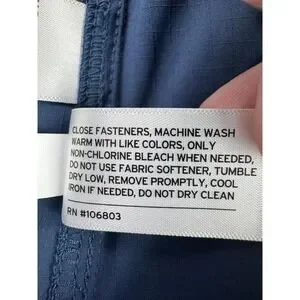 CLOSE FASTENERS, MACHINE WASH
WARM WITH LIKE COLORS, ONLY
NON-CHLORINE BLEACH WHEN NEEDED,
DO NOT USE FABRIC SOFTENER, TUMBLE
DRY LOW, REMOVE PROMPTLY, COOL
IRON IF NEEDED, DO NOT DRY CLEAN
RN #106803